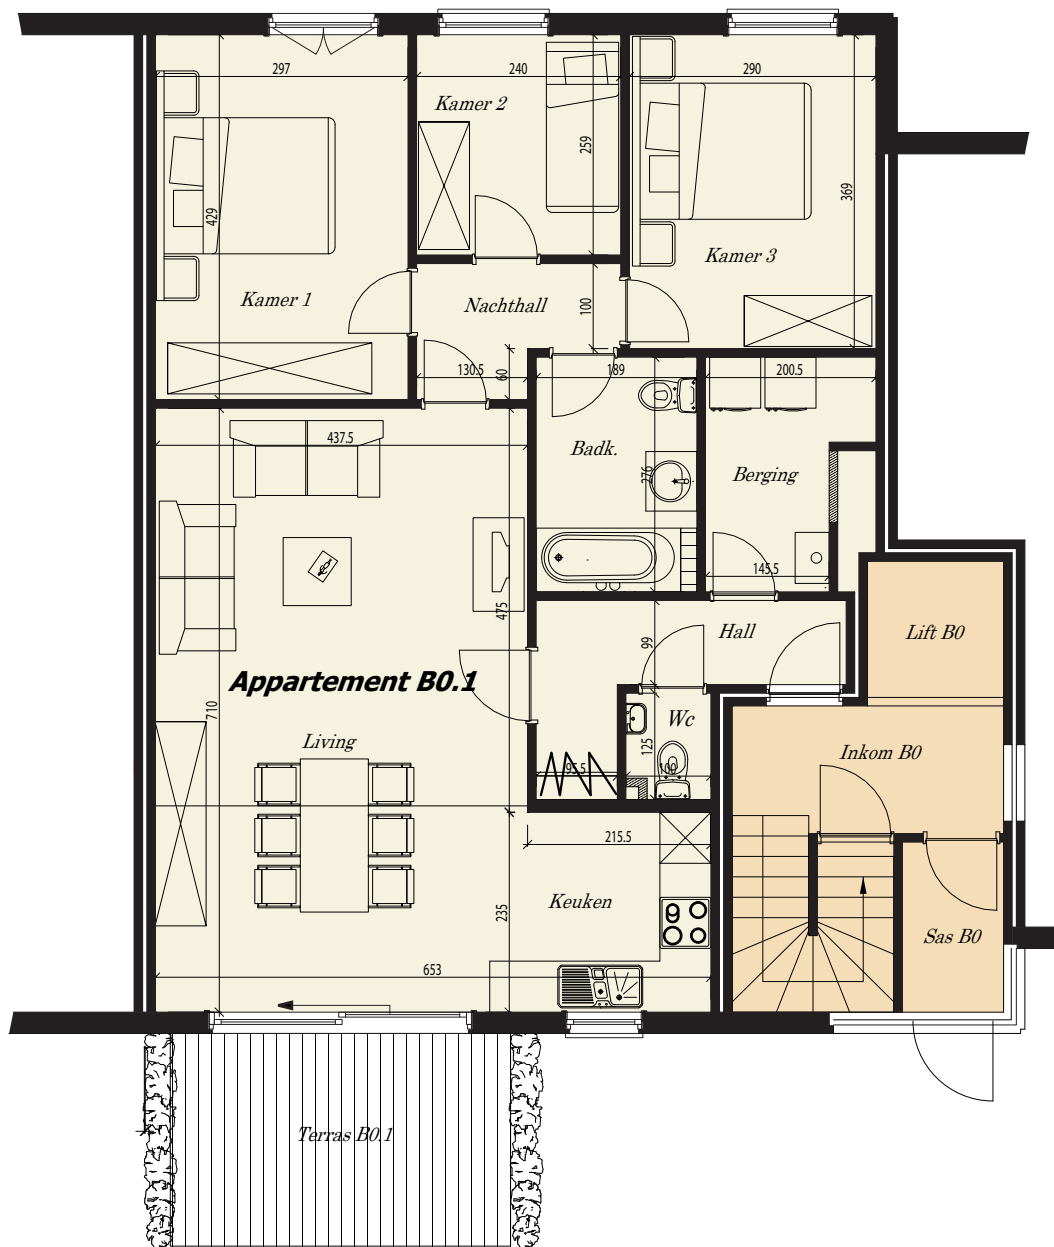 297
240
290
Kamer 2
259
369
429
Kamer 3
Kamer 1
Nachthall
100
130.5
60
189
200.5
437.5
Badk.
276
Berging
145.5
475
Hall
99
Lift B0
Appartement B0.1
710
Living
Wc
125
95.5
100
Inkom B0
215.5
Keuken
235
Sas B0
653
Terras B0.1